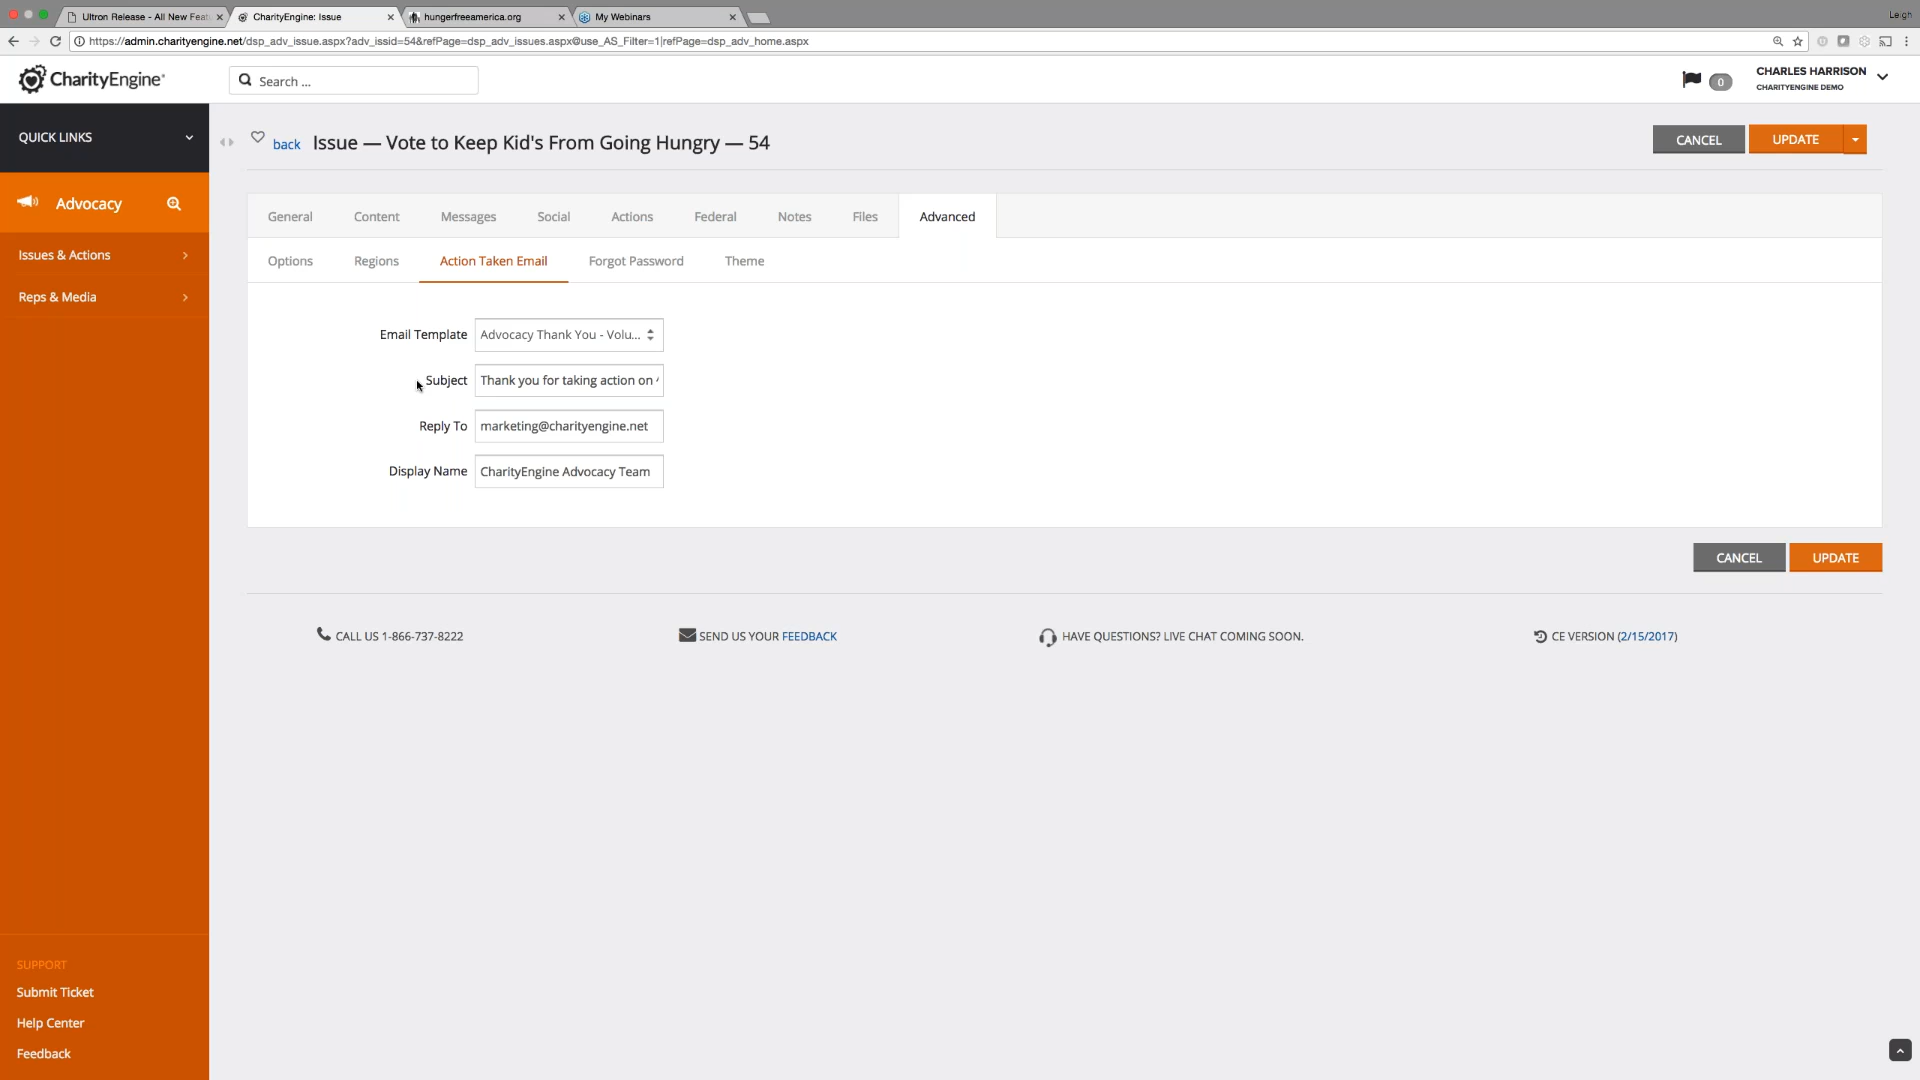 Ultron Release - All New Feat
CharityEngine: Issue
hungerfreeamerica.org
My Webinars
Leigh
https://admin.charityengine.net/dsp_adv_issue.aspx?adv_issid=54&refPage=dsp_adv_issues.aspx@use_AS_Filter=1|refPage=dsp_adv_home.aspx
CharityEngine
Search ...
0
CHARLES HARRISON
CHARITYENGINE DEMO
QUICK LINKS
back Issue — Vote to Keep Kid's From Going Hungry — 54
CANCEL UPDATE
Advocacy
Issues & Actions
Reps & Media
General Content Messages Social Actions Federal Notes Files Advanced
Options Regions Action Taken Email Forgot Password Theme
Email Template Advocacy Thank You - Volu...
Subject Thank you for taking action on
Reply To marketing@charityengine.net
Display Name CharityEngine Advocacy Team
CANCEL UPDATE
CALL US 1-866-737-8222
SEND US YOUR FEEDBACK
HAVE QUESTIONS? LIVE CHAT COMING SOON.
CE VERSION (2/15/2017)
SUPPORT
Submit Ticket
Help Center
Feedback